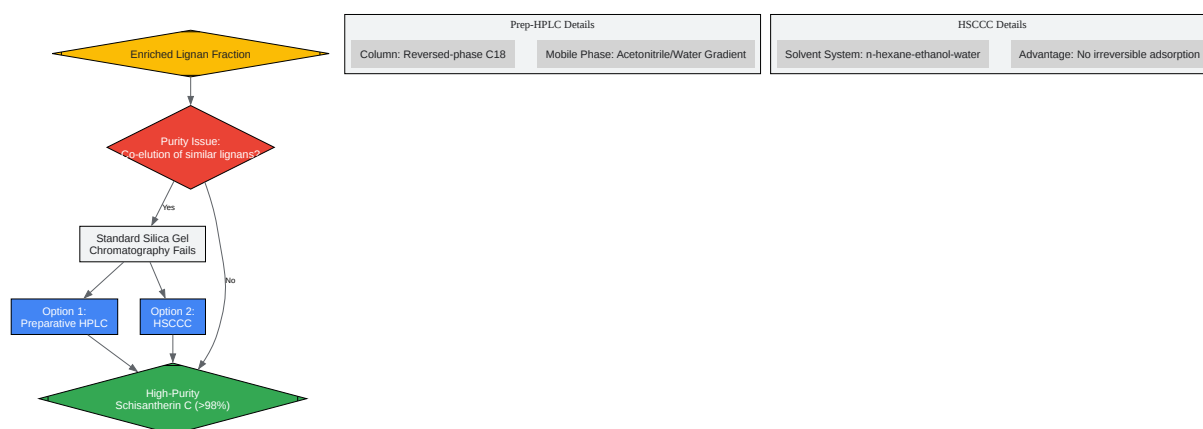 Enriched Lignan Fraction
Purity Issue:
Co-elution of similar lignans?
Yes
Standard Silica Gel
Chromatography Fails
No
Option 1:
Preparative HPLC
Option 2:
HSCCC
High-Purity
Schisantherin C (>98%)
Prep-HPLC Details
Column: Reversed-phase C18
Mobile Phase: Acetonitrile/Water Gradient
HSCCC Details
Solvent System: n-hexane-ethanol-water
Advantage: No irreversible adsorption